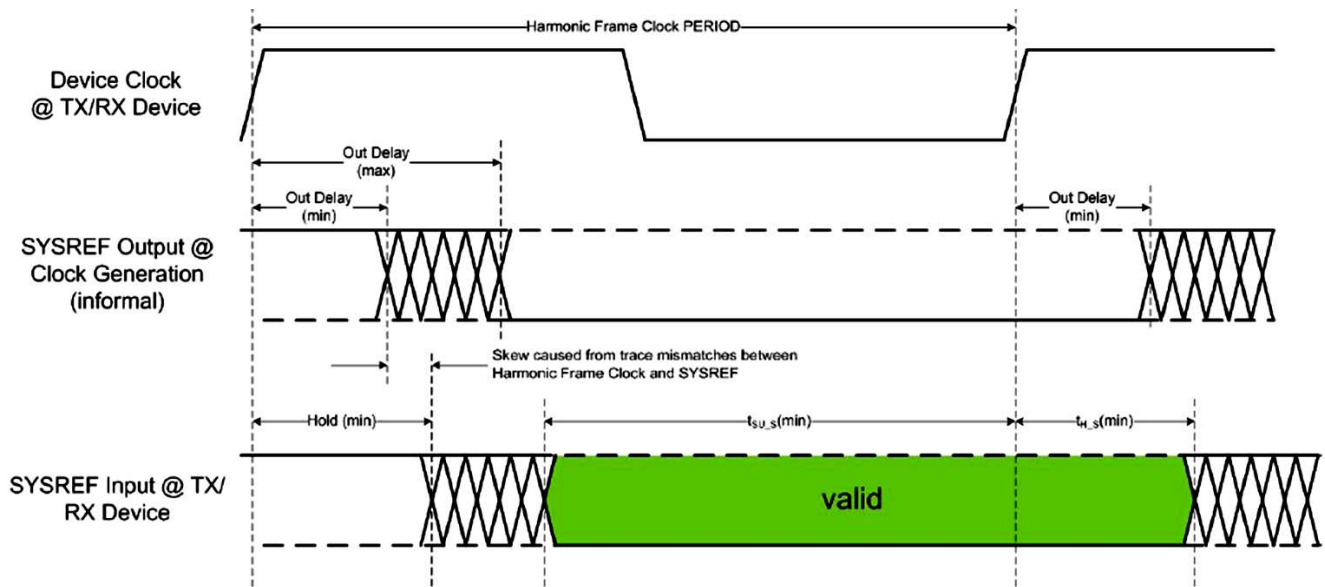 Harmonic Frame Clock PERIOD
Device Clock
@ TX/RX Device
Out Delay
(max)
Out Delay
(min)
Out Delay
(min)
SYSREF Output @
Clock Generation
(informal)
Skew caused from trace mismatches between
Harmonic Frame Clock and SYSREF
Hold (min)
tSU_S(min)
tH_S(min)
SYSREF Input @ TX/
RX Device
valid